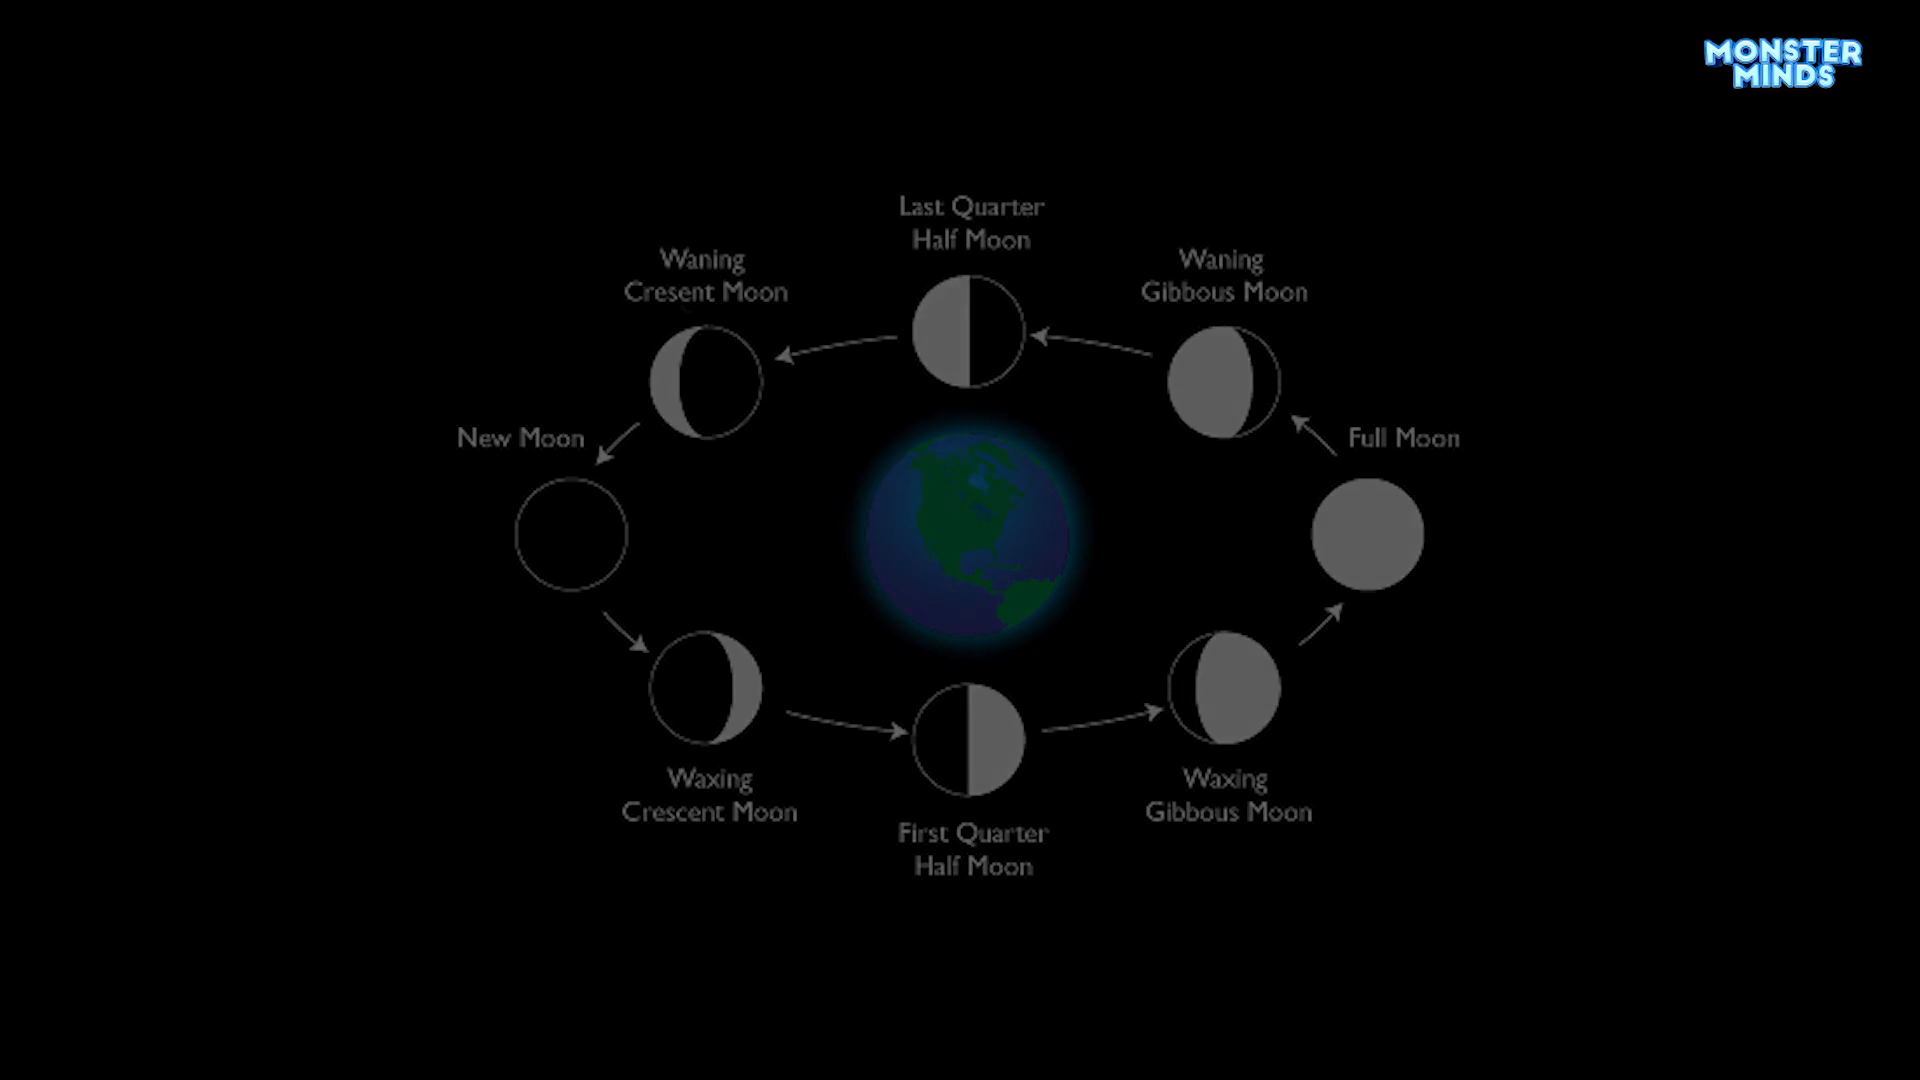 MONSTER
MINDS
Last Quarter
Half Moon
Waning
Cresent Moon
Waning
Gibbous Moon
New Moon
Full Moon
Waxing
Crescent Moon
Waxing
Gibbous Moon
First Quarter
Half Moon